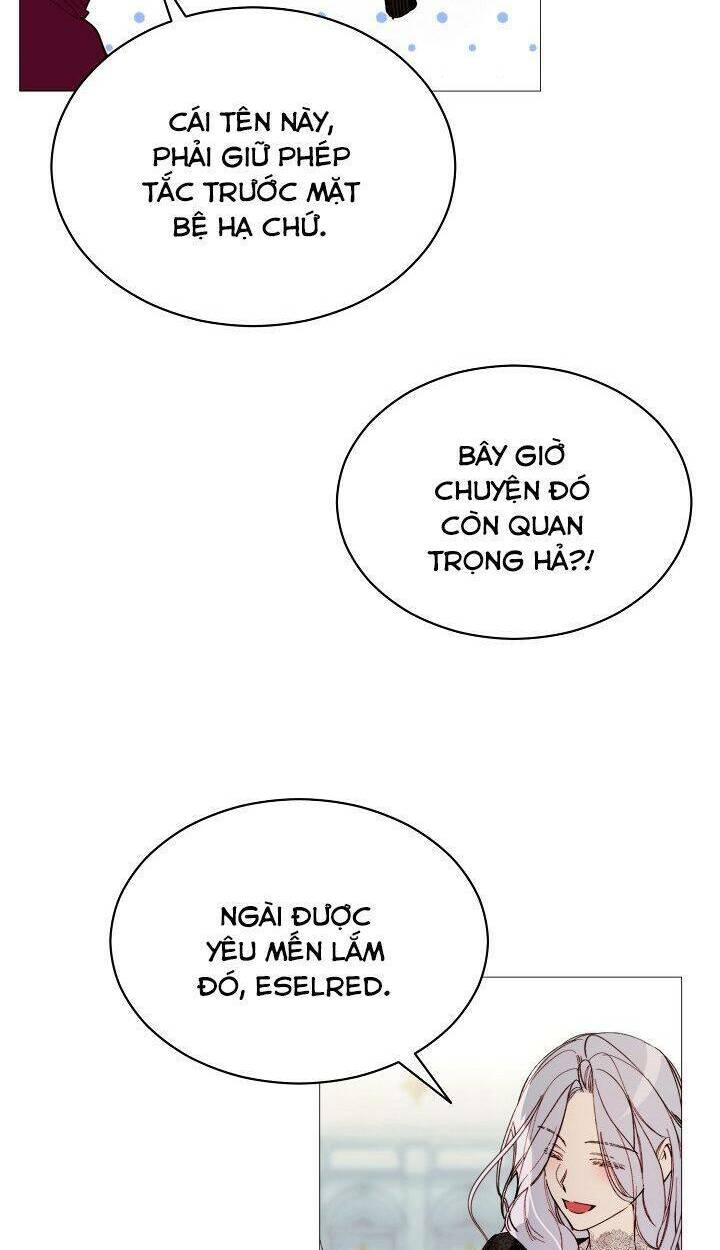 CÁI TÊN NÀY,
PHẢI GIỮ PHÉP
TẮC TRƯỚC MẶT
BỆ HẠ CHỨ.
BÂY GIỜ
CHUYỆN ĐÓ
CÒN QUAN
TRỌNG HẢ?!
NGÀI ĐƯỢC
YÊU MẾN LẮM
ĐÓ, ESELRED.